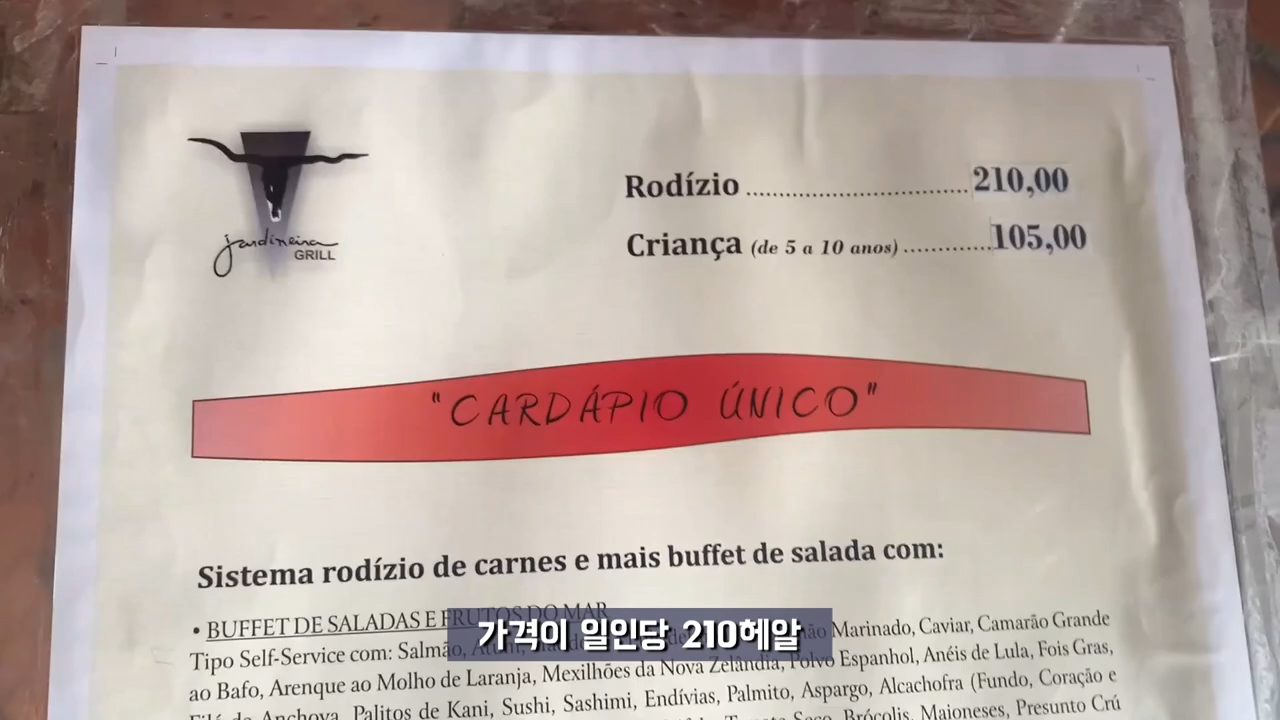 jardineira
GRILL
Rodízio ........................................ 210,00
Criança (de 5 a 10 anos) ............. 105,00
"CARDÁPIO ÚNICO"
Sistema rodízio de carnes e mais buffet de salada com:
• BUFFET DE SALADAS E FRUTOS DO MAR
Tipo Self-Service com: Salmão, Marinado, Caviar, Camarão Grande
ao Bafo, Arenque ao Molho de Laranja, Mexilhões da Nova Zelândia, Polvo Espanhol, Anéis de Lula, Fois Gras,
Anchova, Palitos de Kani, Sushi, Sashimi, Endívias, Palmito, Aspargo, Alcachofra (Fundo, Coração e
Seco, Brócolis, Maioneses, Presunto Crú
가격이 일인당 210헤알